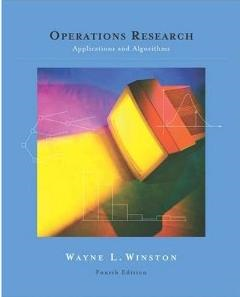 Operations Research
Applications and Algorithms
Wayne L. Winston
Fourth Edition